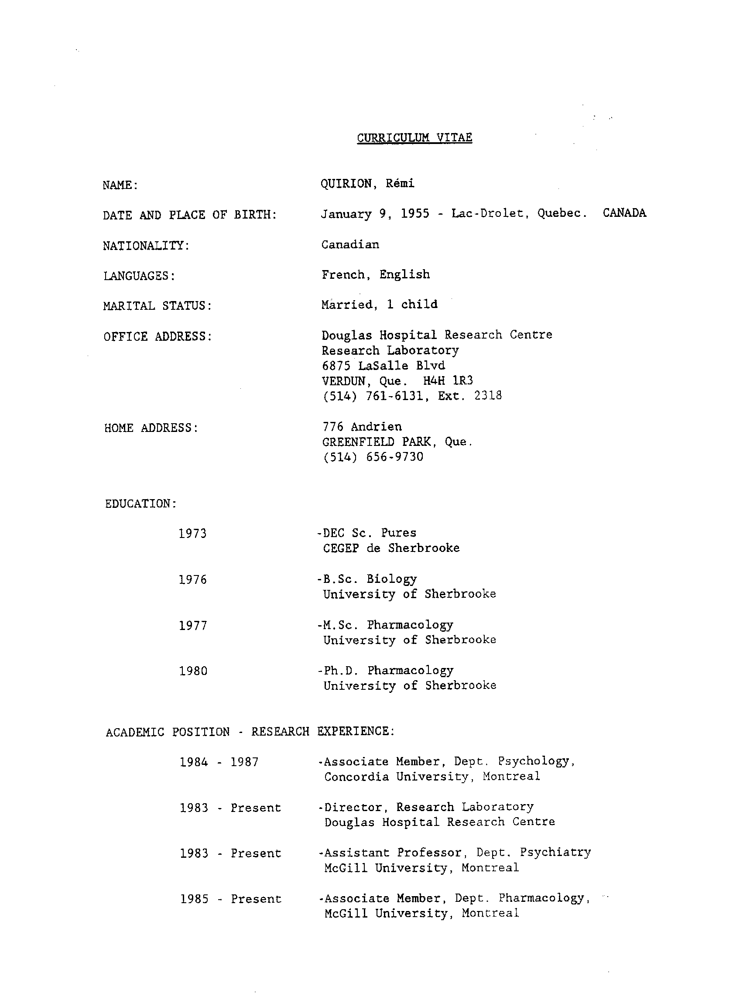 CURRICULUM VITAE
NAME: QUIRION, Rémi
DATE AND PLACE OF BIRTH: January 9, 1955 - Lac-Drolet, Quebec. CANADA
NATIONALITY: Canadian
LANGUAGES: French, English
MARITAL STATUS: Married, 1 child
OFFICE ADDRESS: Douglas Hospital Research Centre
Research Laboratory
6875 LaSalle Blvd
VERDUN, Que. H4H 1R3
(514) 761-6131, Ext. 2318
HOME ADDRESS: 776 Andrien
GREENFIELD PARK, Que.
(514) 656-9730
EDUCATION:
1973 -DEC Sc. Pures
CEGEP de Sherbrooke
1976 -B.Sc. Biology
University of Sherbrooke
1977 -M.Sc. Pharmacology
University of Sherbrooke
1980 -Ph.D. Pharmacology
University of Sherbrooke
ACADEMIC POSITION - RESEARCH EXPERIENCE:
1984 - 1987 -Associate Member, Dept. Psychology,
Concordia University, Montreal
1983 - Present -Director, Research Laboratory
Douglas Hospital Research Centre
1983 - Present -Assistant Professor, Dept. Psychiatry
McGill University, Montreal
1985 - Present -Associate Member, Dept. Pharmacology,
McGill University, Montreal